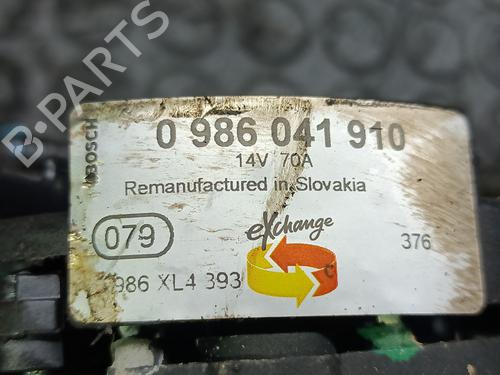 B-PARTS
BOSCH
0 986 041 910
14V 70A
Remanufactured in Slovakia
079
eXchange
376
986 XL4 393
C